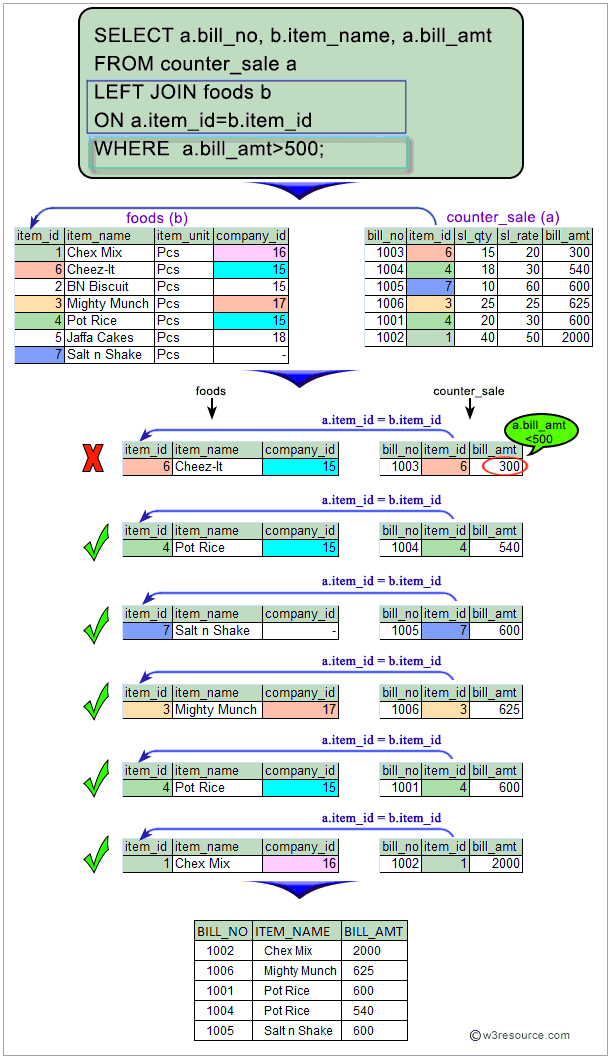 SELECT a.bill_no, b.item_name, a.bill_amt
FROM counter_sale a
LEFT JOIN foods b
ON a.item_id=b.item_id
WHERE a.bill_amt>500;
foods (b)
item_id item_name item_unit company_id
1 Chex Mix Pcs 16
6 Cheez-It Pcs 15
2 BN Biscuit Pcs 15
3 Mighty Munch Pcs 17
4 Pot Rice Pcs 15
5 Jaffa Cakes Pcs 18
7 Salt n Shake Pcs -
counter_sale (a)
bill_no item_id sl_qty sl_rate bill_amt
1003 6 15 20 300
1004 4 18 30 540
1005 7 10 60 600
1006 3 25 25 625
1001 4 20 30 600
1002 1 40 50 2000
foods counter_sale
a.item_id = b.item_id
a.bill_amt
<500
item_id item_name company_id bill_no item_id bill_amt
6 Cheez-It 15 1003 6 300
a.item_id = b.item_id
item_id item_name company_id bill_no item_id bill_amt
4 Pot Rice 15 1004 4 540
a.item_id = b.item_id
item_id item_name company_id bill_no item_id bill_amt
7 Salt n Shake - 1005 7 600
a.item_id = b.item_id
item_id item_name company_id bill_no item_id bill_amt
3 Mighty Munch 17 1006 3 625
a.item_id = b.item_id
item_id item_name company_id bill_no item_id bill_amt
4 Pot Rice 15 1001 4 600
a.item_id = b.item_id
item_id item_name company_id bill_no item_id bill_amt
1 Chex Mix 16 1002 1 2000
BILL_NO ITEM_NAME BILL_AMT
1002 Chex Mix 2000
1006 Mighty Munch 625
1001 Pot Rice 600
1004 Pot Rice 540
1005 Salt n Shake 600
© w3resource.com